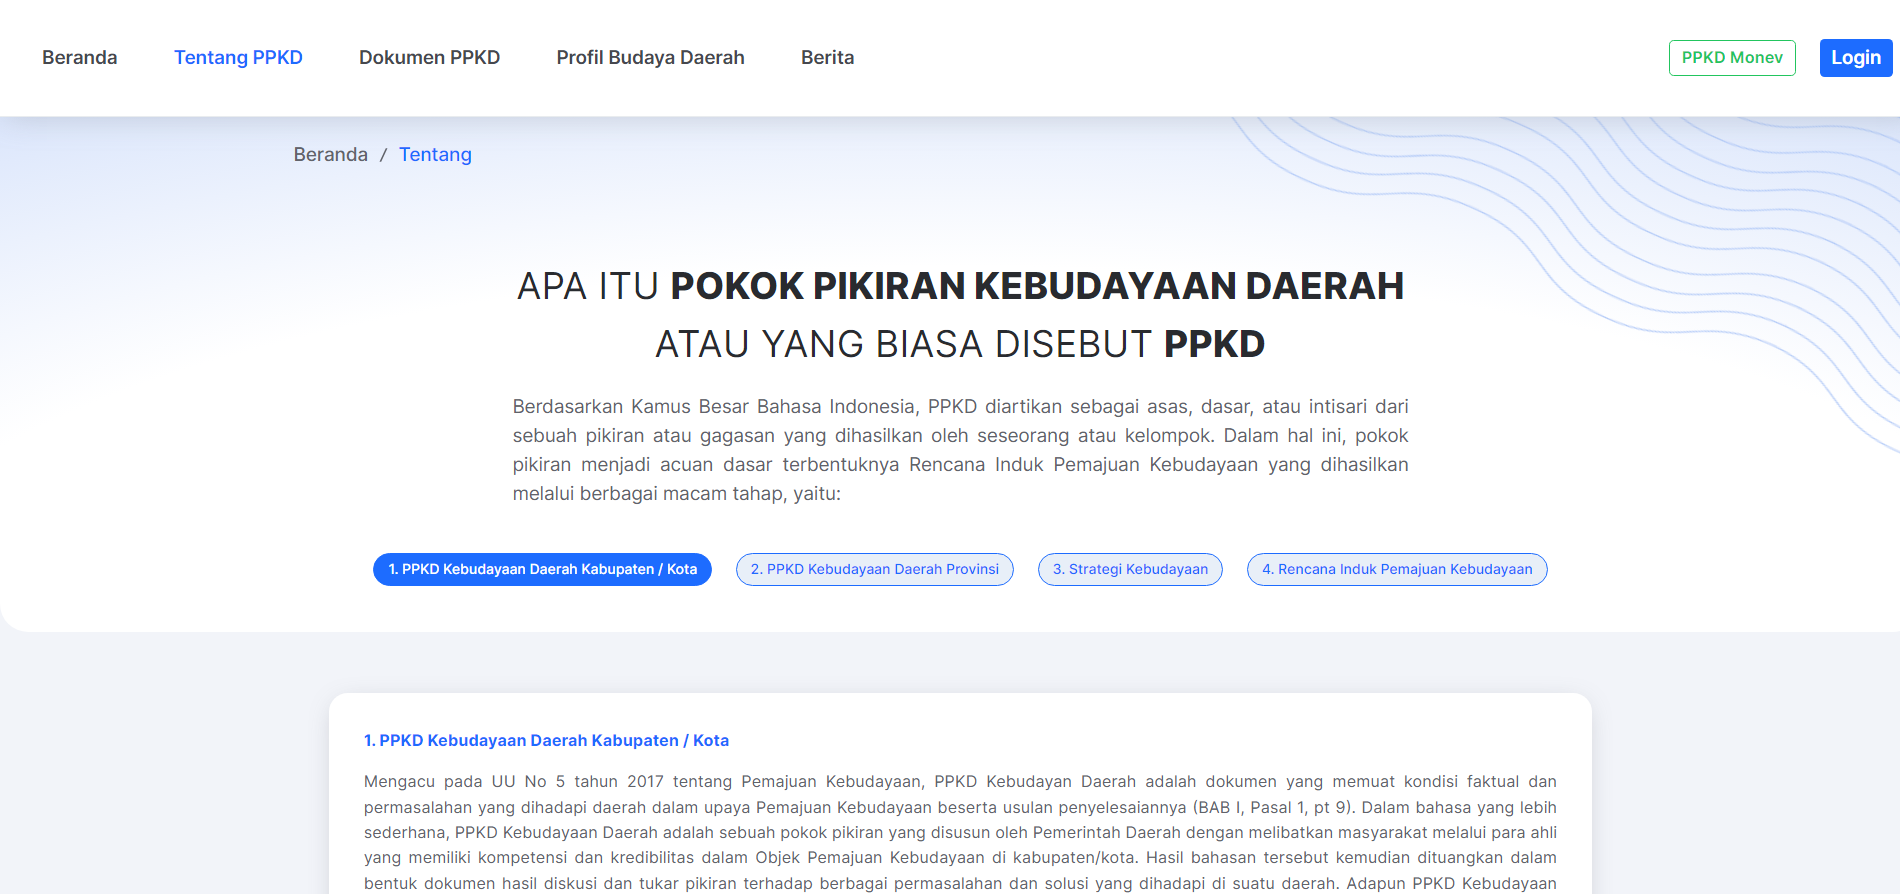 Beranda
Tentang PPKD
Dokumen PPKD
Profil Budaya Daerah
Berita
PPKD Monev
Login
Beranda / Tentang
APA ITU POKOK PIKIRAN KEBUDAYAAN DAERAH
ATAU YANG BIASA DISEBUT PPKD
Berdasarkan Kamus Besar Bahasa Indonesia, PPKD diartikan sebagai asas, dasar, atau intisari dari
sebuah pikiran atau gagasan yang dihasilkan oleh seseorang atau kelompok. Dalam hal ini, pokok
pikiran menjadi acuan dasar terbentuknya Rencana Induk Pemajuan Kebudayaan yang dihasilkan
melalui berbagai macam tahap, yaitu:
1. PPKD Kebudayaan Daerah Kabupaten / Kota
2. PPKD Kebudayaan Daerah Provinsi
3. Strategi Kebudayaan
4. Rencana Induk Pemajuan Kebudayaan
1. PPKD Kebudayaan Daerah Kabupaten / Kota
Mengacu pada UU No 5 tahun 2017 tentang Pemajuan Kebudayaan, PPKD Kebudayan Daerah adalah dokumen yang memuat kondisi faktual dan
permasalahan yang dihadapi daerah dalam upaya Pemajuan Kebudayaan beserta usulan penyelesaiannya (BAB I, Pasal 1, pt 9). Dalam bahasa yang lebih
sederhana, PPKD Kebudayaan Daerah adalah sebuah pokok pikiran yang disusun oleh Pemerintah Daerah dengan melibatkan masyarakat melalui para ahli
yang memiliki kompetensi dan kredibilitas dalam Objek Pemajuan Kebudayaan di kabupaten/kota. Hasil bahasan tersebut kemudian dituangkan dalam
bentuk dokumen hasil diskusi dan tukar pikiran terhadap berbagai permasalahan dan solusi yang dihadapi di suatu daerah. Adapun PPKD Kebudayaan